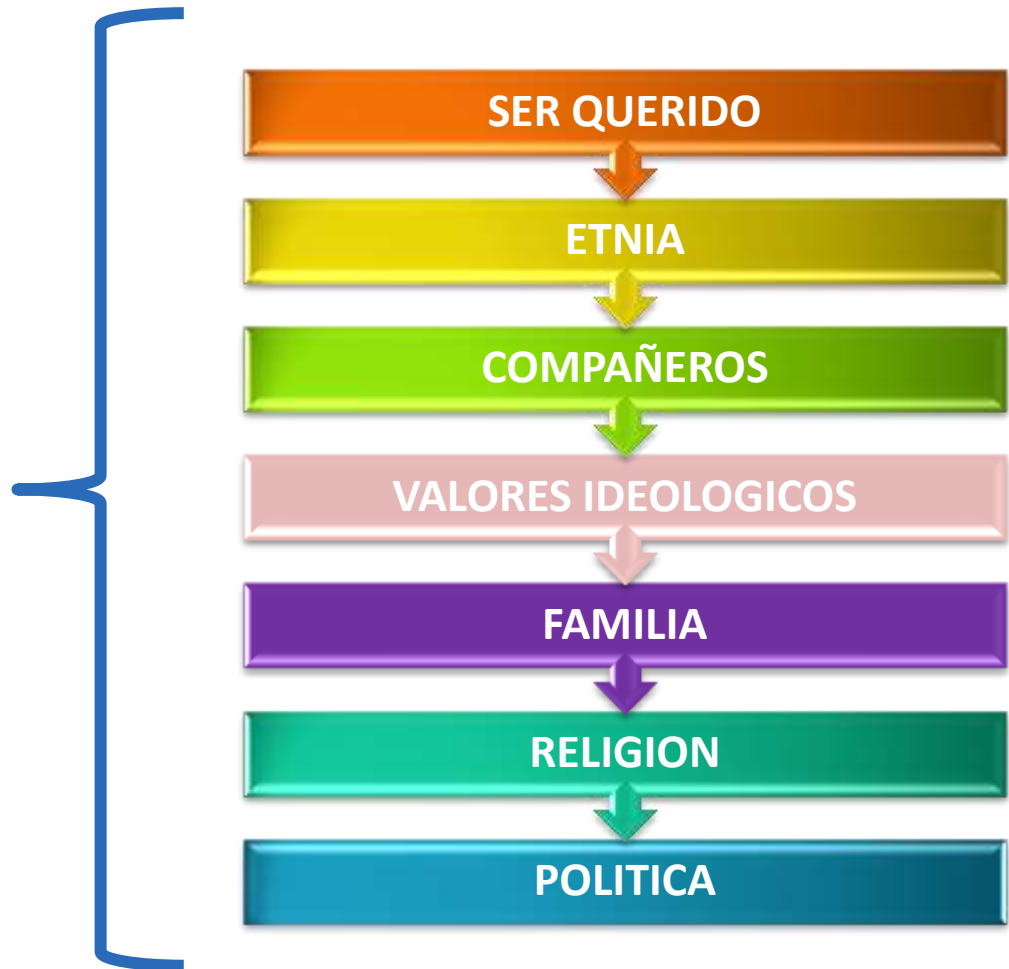 SER QUERIDO
ETNIA
COMPAÑEROS
VALORES IDEOLOGICOS
FAMILIA
RELIGION
POLITICA